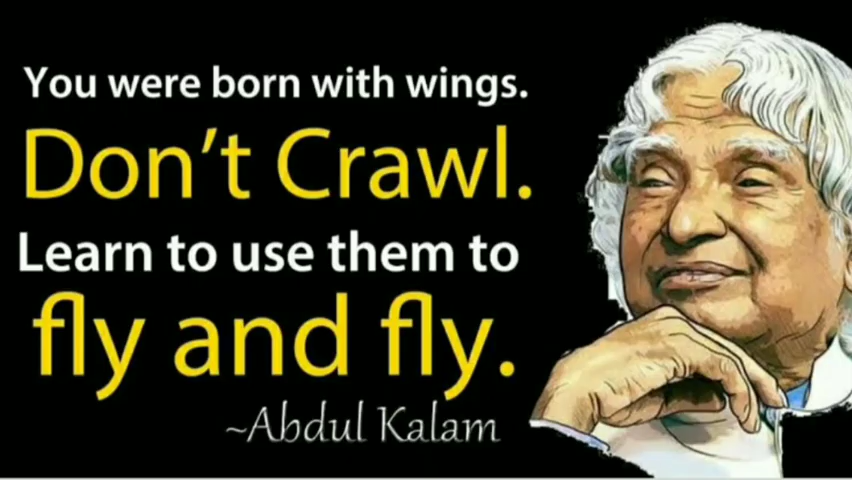 You were born with wings.
Don't Crawl.
Learn to use them to
fly and fly.
~Abdul Kalam